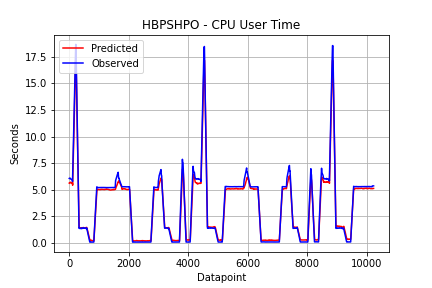 HBPSHPO - CPU User Time
Predicted
Observed
17.5
15.0
12.5
10.0
7.5
5.0
2.5
0.0
Seconds
0 2000 4000 6000 8000 10000
Datapoint